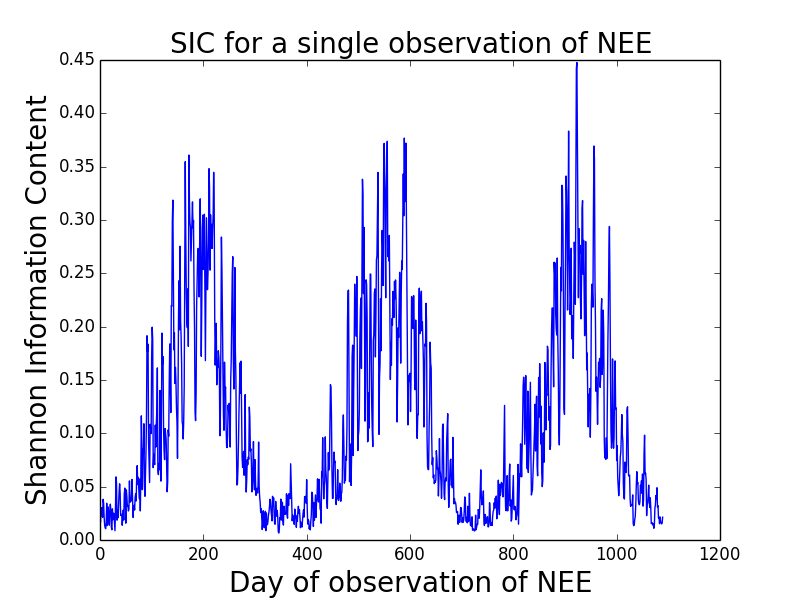 SIC for a single observation of NEE
0.45
0.40
0.35
0.30
0.25
0.20
0.15
0.10
0.05
0.00
Shannon Information Content
0 200 400 600 800 1000 1200
Day of observation of NEE